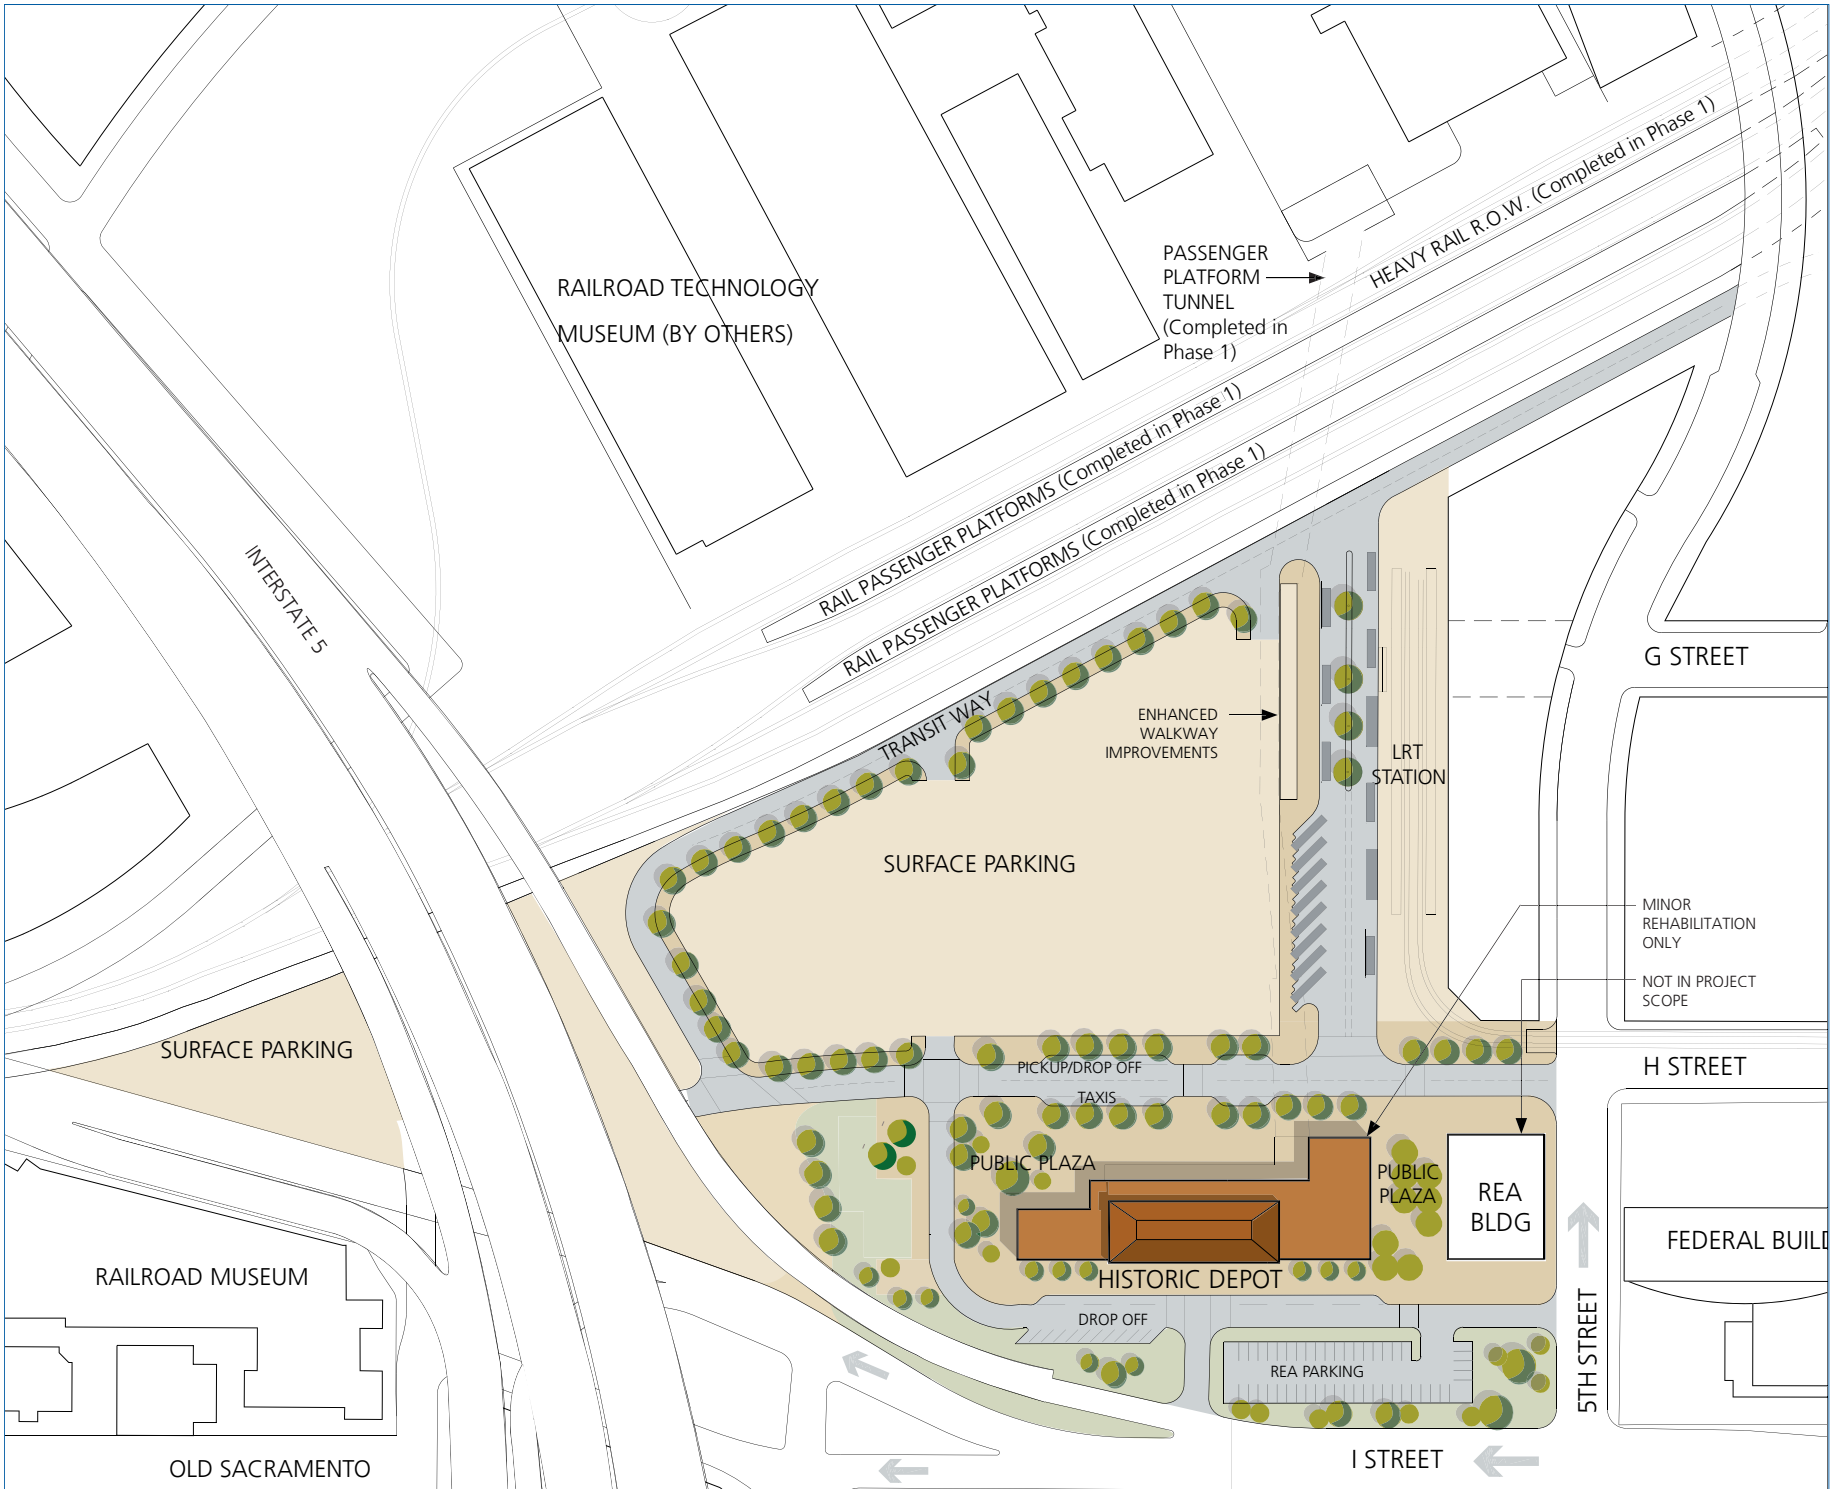 HEAVY RAIL R.O.W. (Completed in Phase 1)
PASSENGER
PLATFORM
TUNNEL
(Completed in
Phase 1)
RAILROAD TECHNOLOGY
MUSEUM (BY OTHERS)
RAIL PASSENGER PLATFORMS (Completed in Phase 1)
RAIL PASSENGER PLATFORMS (Completed in Phase 1)
INTERSTATE 5
G STREET
TRANSIT WAY
ENHANCED
WALKWAY
IMPROVEMENTS
LRT
STATION
SURFACE PARKING
MINOR
REHABILITATION
ONLY
NOT IN PROJECT
SCOPE
SURFACE PARKING
PICKUP/DROP OFF
TAXIS
H STREET
PUBLIC PLAZA
PUBLIC
PLAZA
REA
BLDG
FEDERAL BUILD
RAILROAD MUSEUM
HISTORIC DEPOT
DROP OFF
5TH STREET
REA PARKING
I STREET
OLD SACRAMENTO